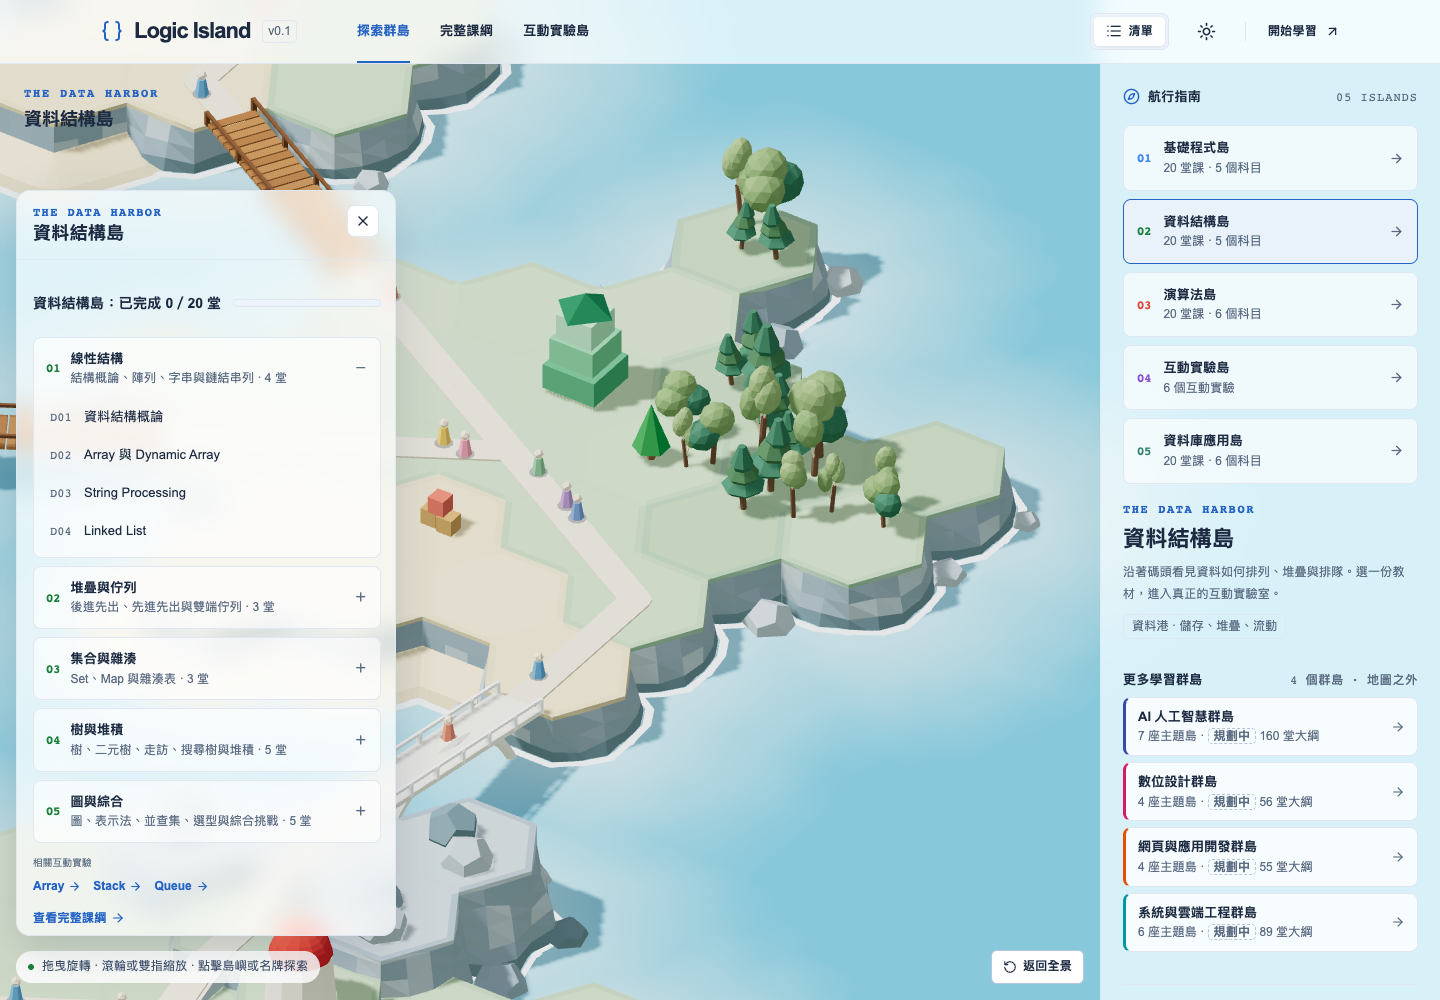 { } Logic Island v0.1
探索群島 完整課綱 互動實驗島
清單
開始學習
THE DATA HARBOR
資料結構島
THE DATA HARBOR
資料結構島
資料結構島：已完成 0 / 20 堂
01 線性結構
結構概論、陣列、字串與鏈結串列 · 4 堂
D01 資料結構概論
D02 Array 與 Dynamic Array
D03 String Processing
D04 Linked List
02 堆疊與佇列
後進先出、先進先出與雙端佇列 · 3 堂
03 集合與雜湊
Set、Map 與雜湊表 · 3 堂
04 樹與堆積
樹、二元樹、走訪、搜尋樹與堆積 · 5 堂
05 圖與綜合
圖、表示法、並查集、選型與綜合挑戰 · 5 堂
相關互動實驗
Array → Stack → Queue →
查看完整課綱 →
拖曳旋轉 · 滾輪或雙指縮放 · 點擊島嶼或名牌探索
返回全景
航行指南 05 ISLANDS
01 基礎程式島
20 堂課 · 5 個科目
02 資料結構島
20 堂課 · 5 個科目
03 演算法島
20 堂課 · 6 個科目
04 互動實驗島
6 個互動實驗
05 資料庫應用島
20 堂課 · 6 個科目
THE DATA HARBOR
資料結構島
沿著碼頭看見資料如何排列、堆疊與排隊。選一份教
材，進入真正的互動實驗室。
資料港 · 儲存、堆疊、流動
更多學習群島 4 個群島 · 地圖之外
AI 人工智慧群島
7 座主題島 · 規劃中 160 堂大綱
數位設計群島
4 座主題島 · 規劃中 56 堂大綱
網頁與應用開發群島
4 座主題島 · 規劃中 55 堂大綱
系統與雲端工程群島
6 座主題島 · 規劃中 89 堂大綱